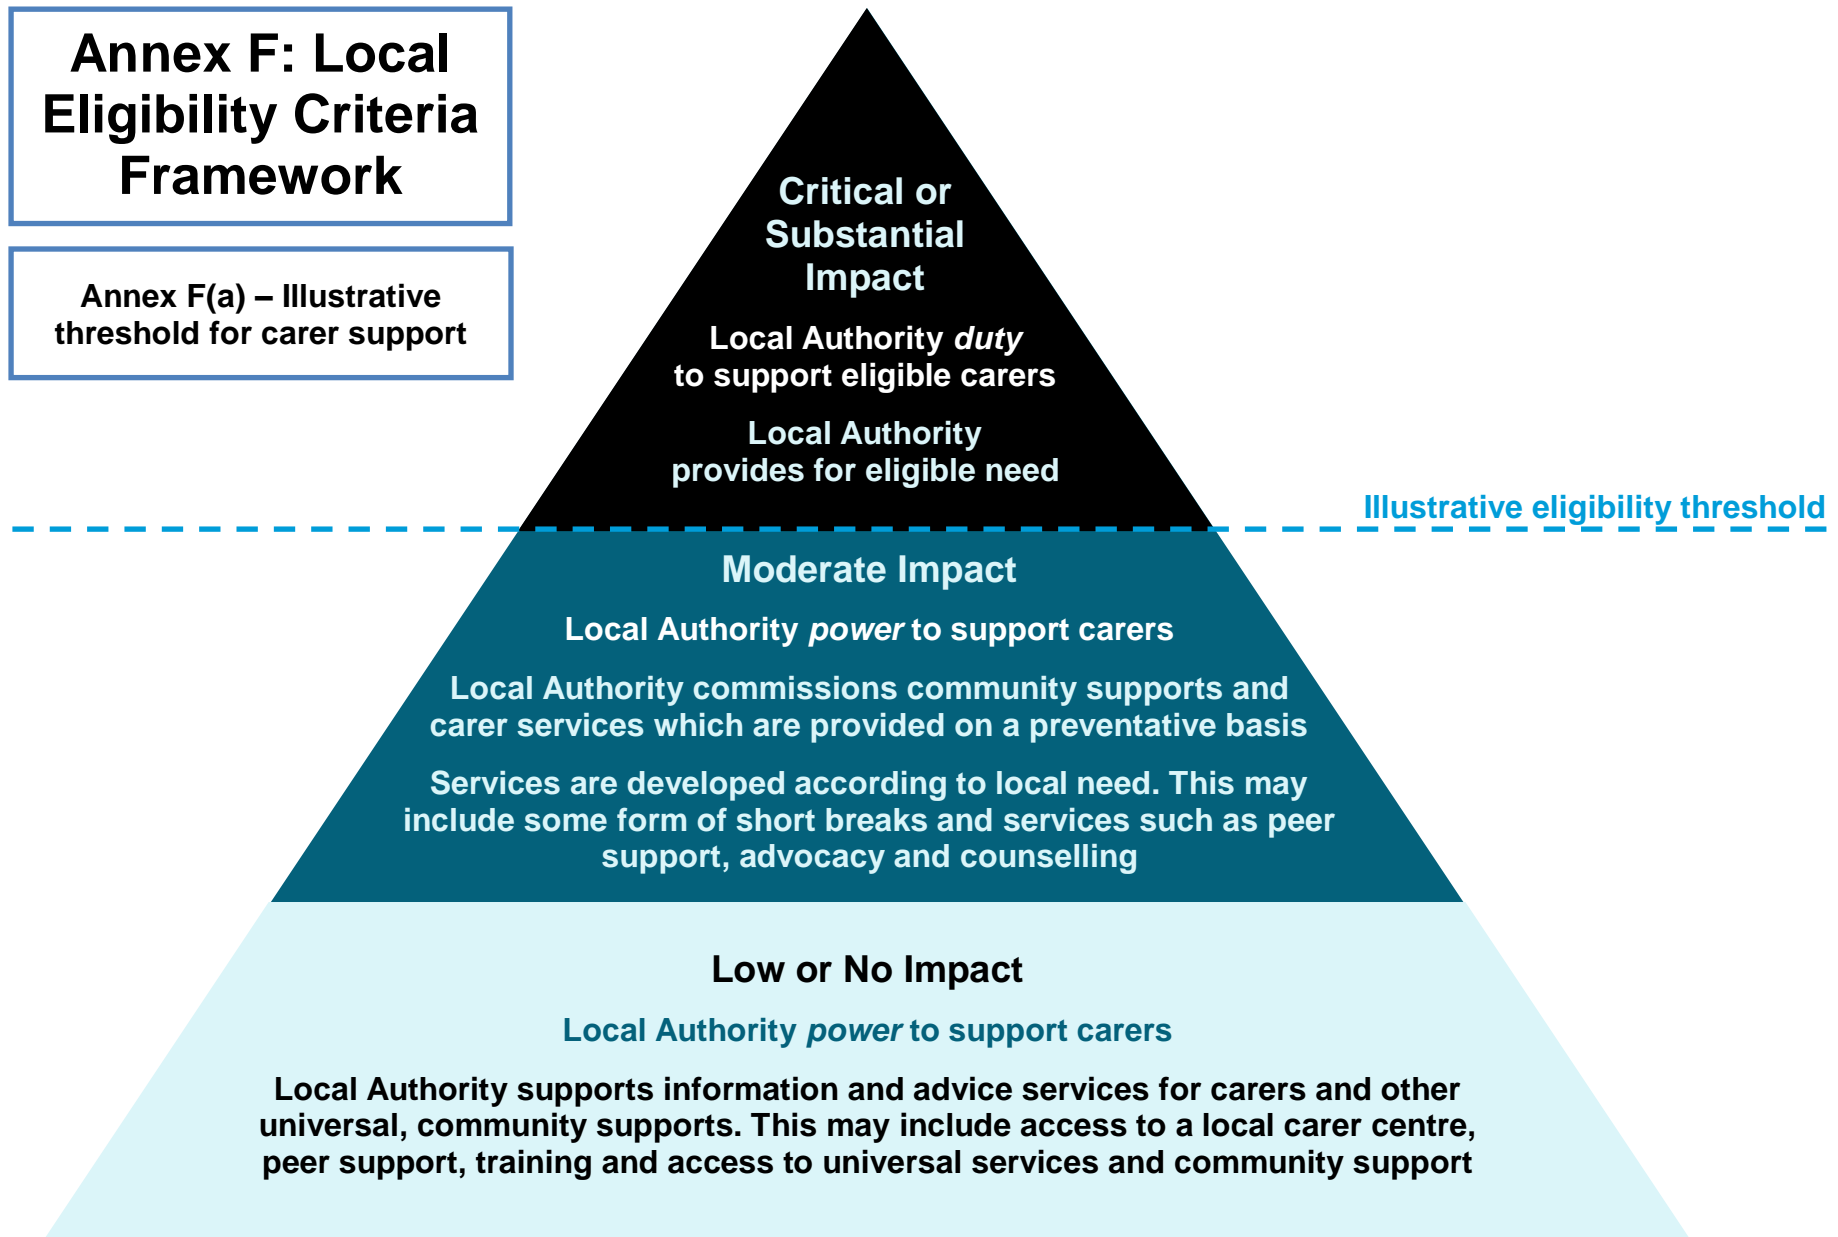 Annex F: Local
Eligibility Criteria
Framework
Annex F(a) – Illustrative
threshold for carer support
Critical or
Substantial
Impact
Local Authority duty
to support eligible carers
Local Authority
provides for eligible need
Illustrative eligibility threshold
Moderate Impact
Local Authority power to support carers
Local Authority commissions community supports and
carer services which are provided on a preventative basis
Services are developed according to local need. This may
include some form of short breaks and services such as peer
support, advocacy and counselling
Low or No Impact
Local Authority power to support carers
Local Authority supports information and advice services for carers and other
universal, community supports. This may include access to a local carer centre,
peer support, training and access to universal services and community support